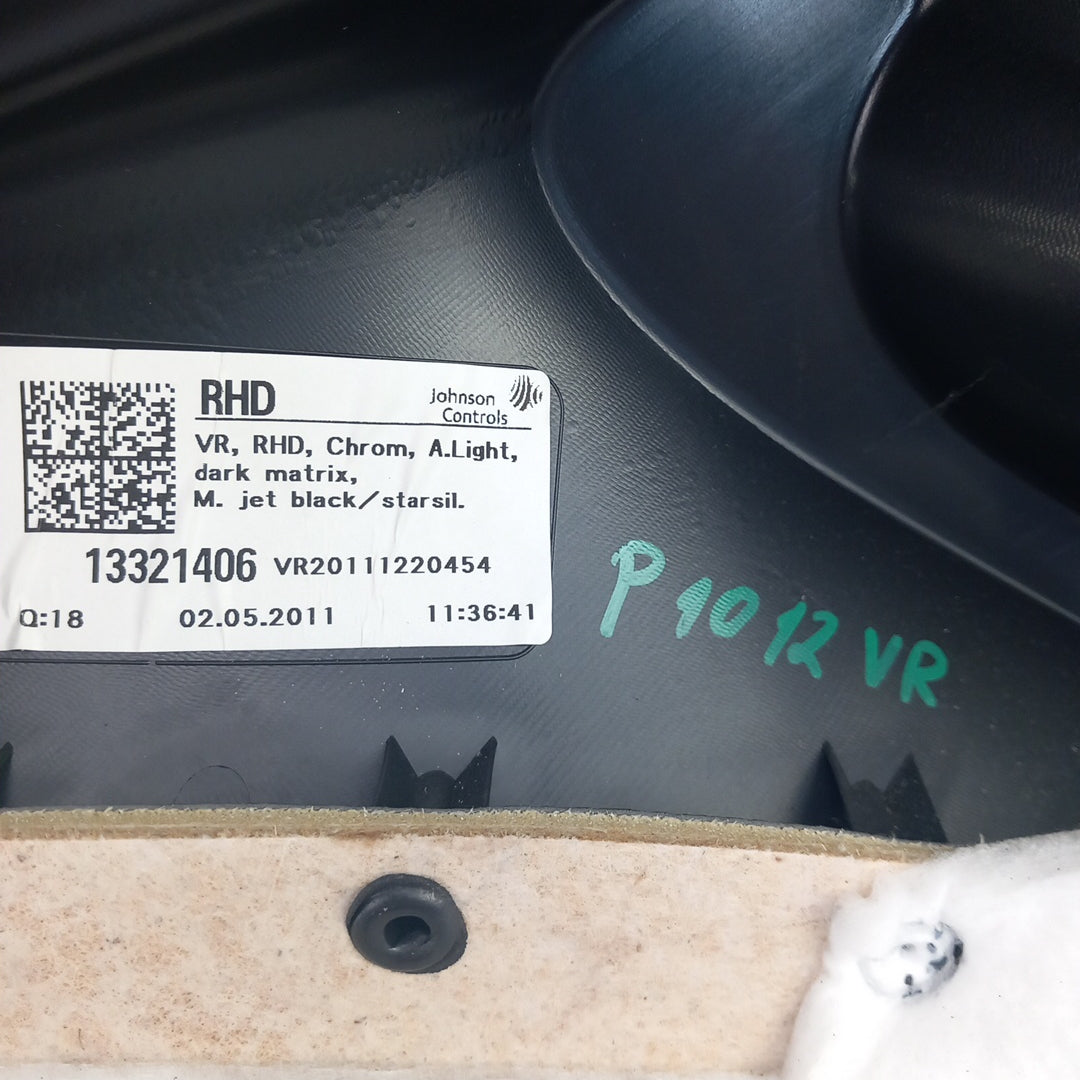 RHD
Johnson
Controls
VR, RHD, Chrom, A.Light,
dark matrix,
M. jet black/starsil.
13321406 VR20111220454
Q:18 02.05.2011 11:36:41
P 1012 VR